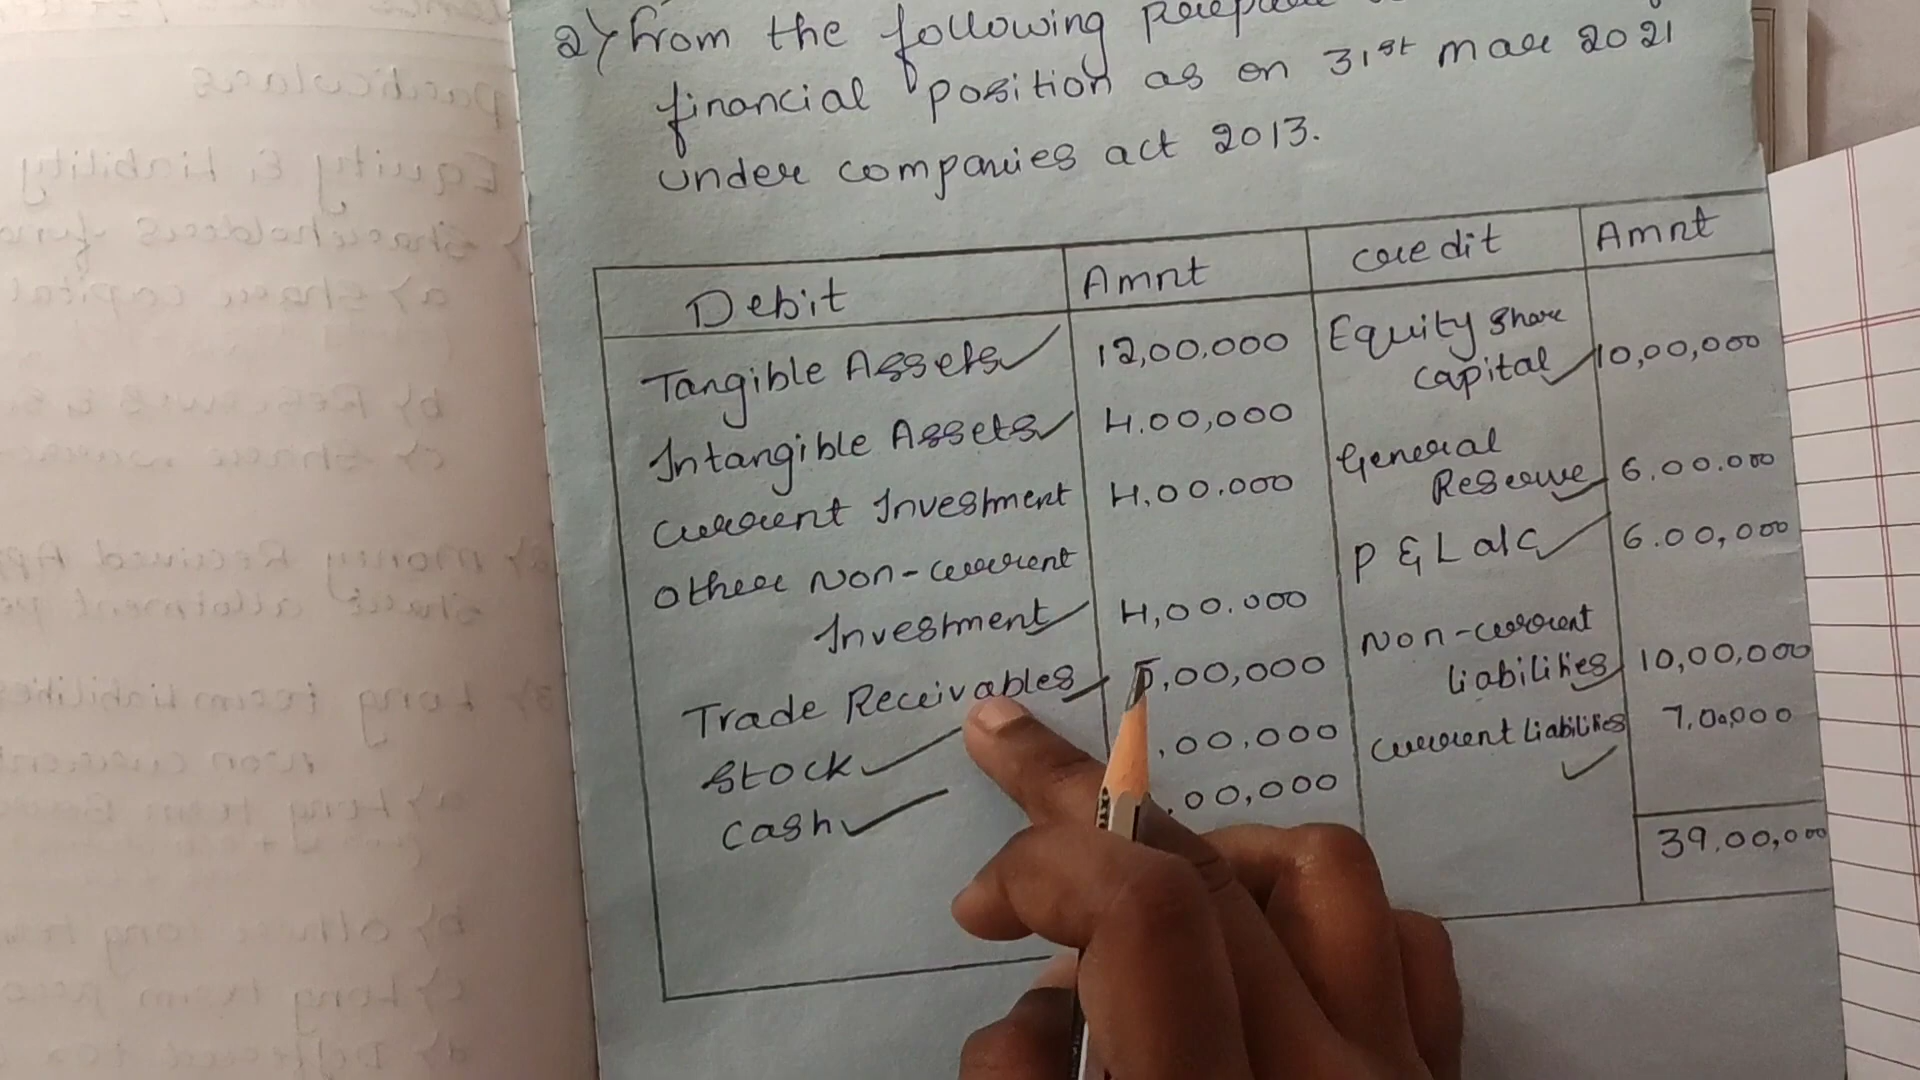 2) From the following
financial position as on 31st mar 2021
under companies act 2013.
Debit Amnt Credit Amnt
Tangible Assets 12,00,000 Equity Share
Capital 10,00,000
Intangible Assets 4,00,000 General
Reserve 6,00,000
Current Investment 4,00,000 P & L a/c 6,00,000
Other Non-current
Investment 4,00,000 Non-current
Liabilities 10,00,000
Trade Receivables 5,00,000 Current Liabilities 7,00,000
Stock ,00,000
Cash ,00,000
39,00,000